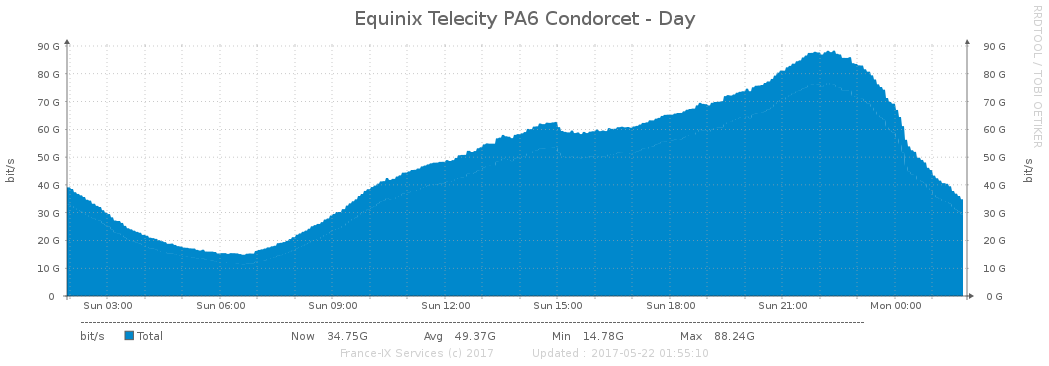 Equinix Telecity PA6 Condorcet - Day
RRDTOOL / TOBI OETIKER
90 G 90 G
80 G 80 G
70 G 70 G
60 G 60 G
50 G 50 G
bit/s bit/s
40 G 40 G
30 G 30 G
20 G 20 G
10 G 10 G
0 0 G
Sun 03:00 Sun 06:00 Sun 09:00 Sun 12:00 Sun 15:00 Sun 18:00 Sun 21:00 Mon 00:00
bit/s Total Now 34.75G Avg 49.37G Min 14.78G Max 88.24G
France-IX Services (c) 2017 Updated : 2017-05-22 01:55:10